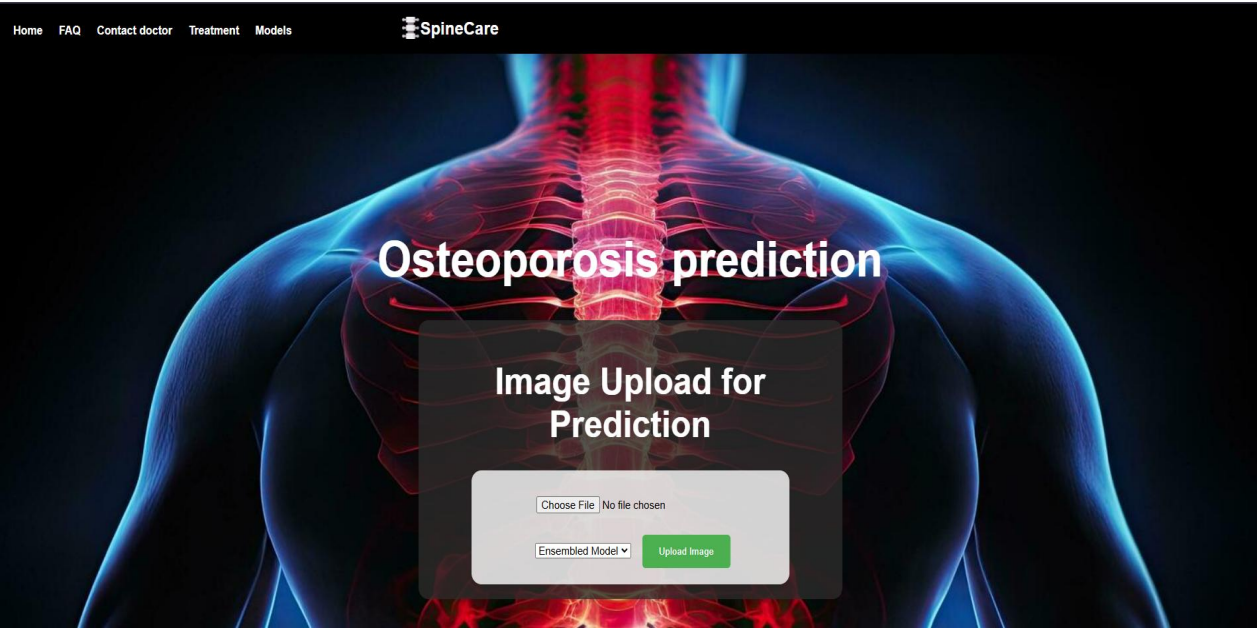 Home FAQ Contact doctor Treatment Models SpineCare
Osteoporosis prediction
Image Upload for
Prediction
Choose File No file chosen
Ensembled Model Upload Image